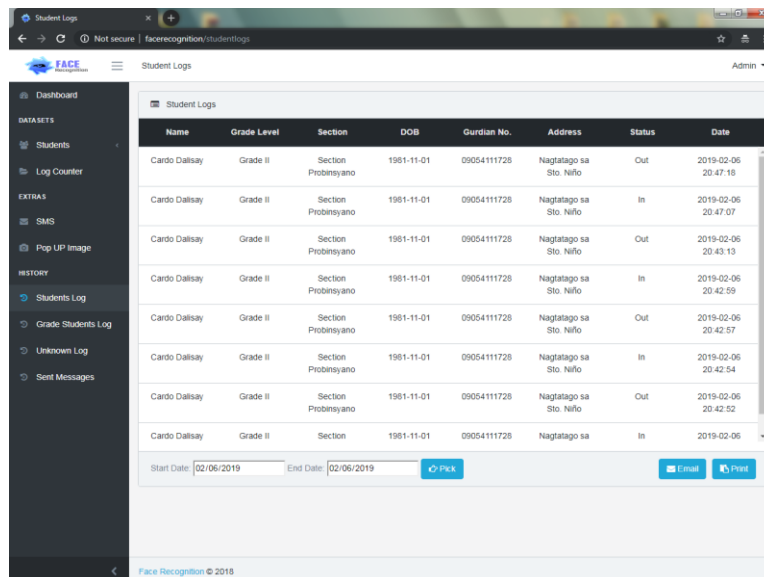 Student Logs
Not secure | facerecognition/studentlogs
FACE
Recognition
Student Logs
Admin
Dashboard
DATASETS
Students
Log Counter
EXTRAS
SMS
Pop UP Image
HISTORY
Students Log
Grade Students Log
Unknown Log
Sent Messages
Student Logs
Name Grade Level Section DOB Gurdian No. Address Status Date
Cardo Dalisay Grade II Section Probinsyano 1981-11-01 09054111728 Nagtatago sa Sto. Niño Out 2019-02-06 20:47:18
Cardo Dalisay Grade II Section Probinsyano 1981-11-01 09054111728 Nagtatago sa Sto. Niño In 2019-02-06 20:47:07
Cardo Dalisay Grade II Section Probinsyano 1981-11-01 09054111728 Nagtatago sa Sto. Niño Out 2019-02-06 20:43:13
Cardo Dalisay Grade II Section Probinsyano 1981-11-01 09054111728 Nagtatago sa Sto. Niño In 2019-02-06 20:42:59
Cardo Dalisay Grade II Section Probinsyano 1981-11-01 09054111728 Nagtatago sa Sto. Niño Out 2019-02-06 20:42:57
Cardo Dalisay Grade II Section Probinsyano 1981-11-01 09054111728 Nagtatago sa Sto. Niño In 2019-02-06 20:42:54
Cardo Dalisay Grade II Section Probinsyano 1981-11-01 09054111728 Nagtatago sa Sto. Niño Out 2019-02-06 20:42:52
Cardo Dalisay Grade II Section 1981-11-01 09054111728 Nagtatago sa In 2019-02-06
Start Date: 02/06/2019 End Date: 02/06/2019 Pick Email Print
Face Recognition © 2018